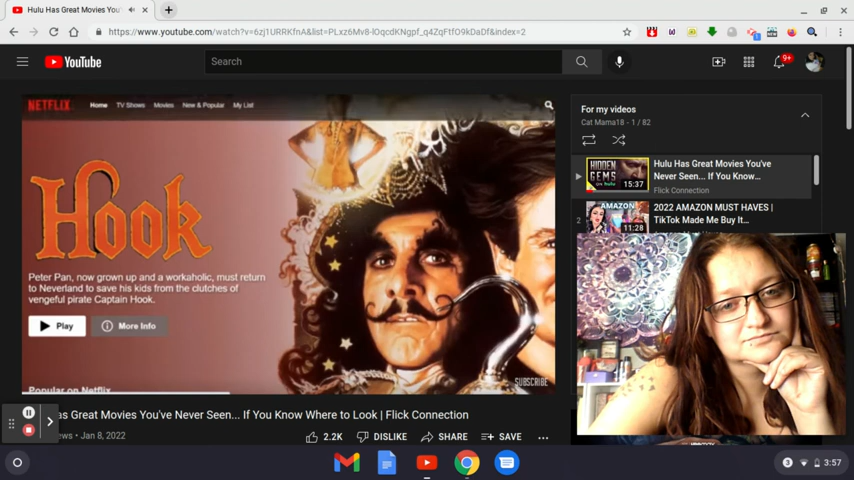 Hulu Has Great Movies You'v
https://www.youtube.com/watch?v=6zj1URRKfnA&list=PLxz6Mv8-lOqcdKNgpf_q4ZqFtfO9kDaDf&index=2
YouTube
Search
9+
NETFLIX
Home TV Shows Movies New & Popular My List
Hook
Peter Pan, now grown up and a workaholic, must return
to Neverland to save his kids from the clutches of
vengeful pirate Captain Hook.
Play
More Info
Popular on Netflix
SUBSCRIBE
For my videos
Cat Mama18 - 1 / 82
HIDDEN
GEMS
ON hulu
15:37
Hulu Has Great Movies You've
Never Seen... If You Know...
Flick Connection
2
AMAZON
11:28
2022 AMAZON MUST HAVES |
TikTok Made Me Buy It...
as Great Movies You've Never Seen... If You Know Where to Look | Flick Connection
ews • Jan 8, 2022
2.2K DISLIKE SHARE SAVE
3 3:57